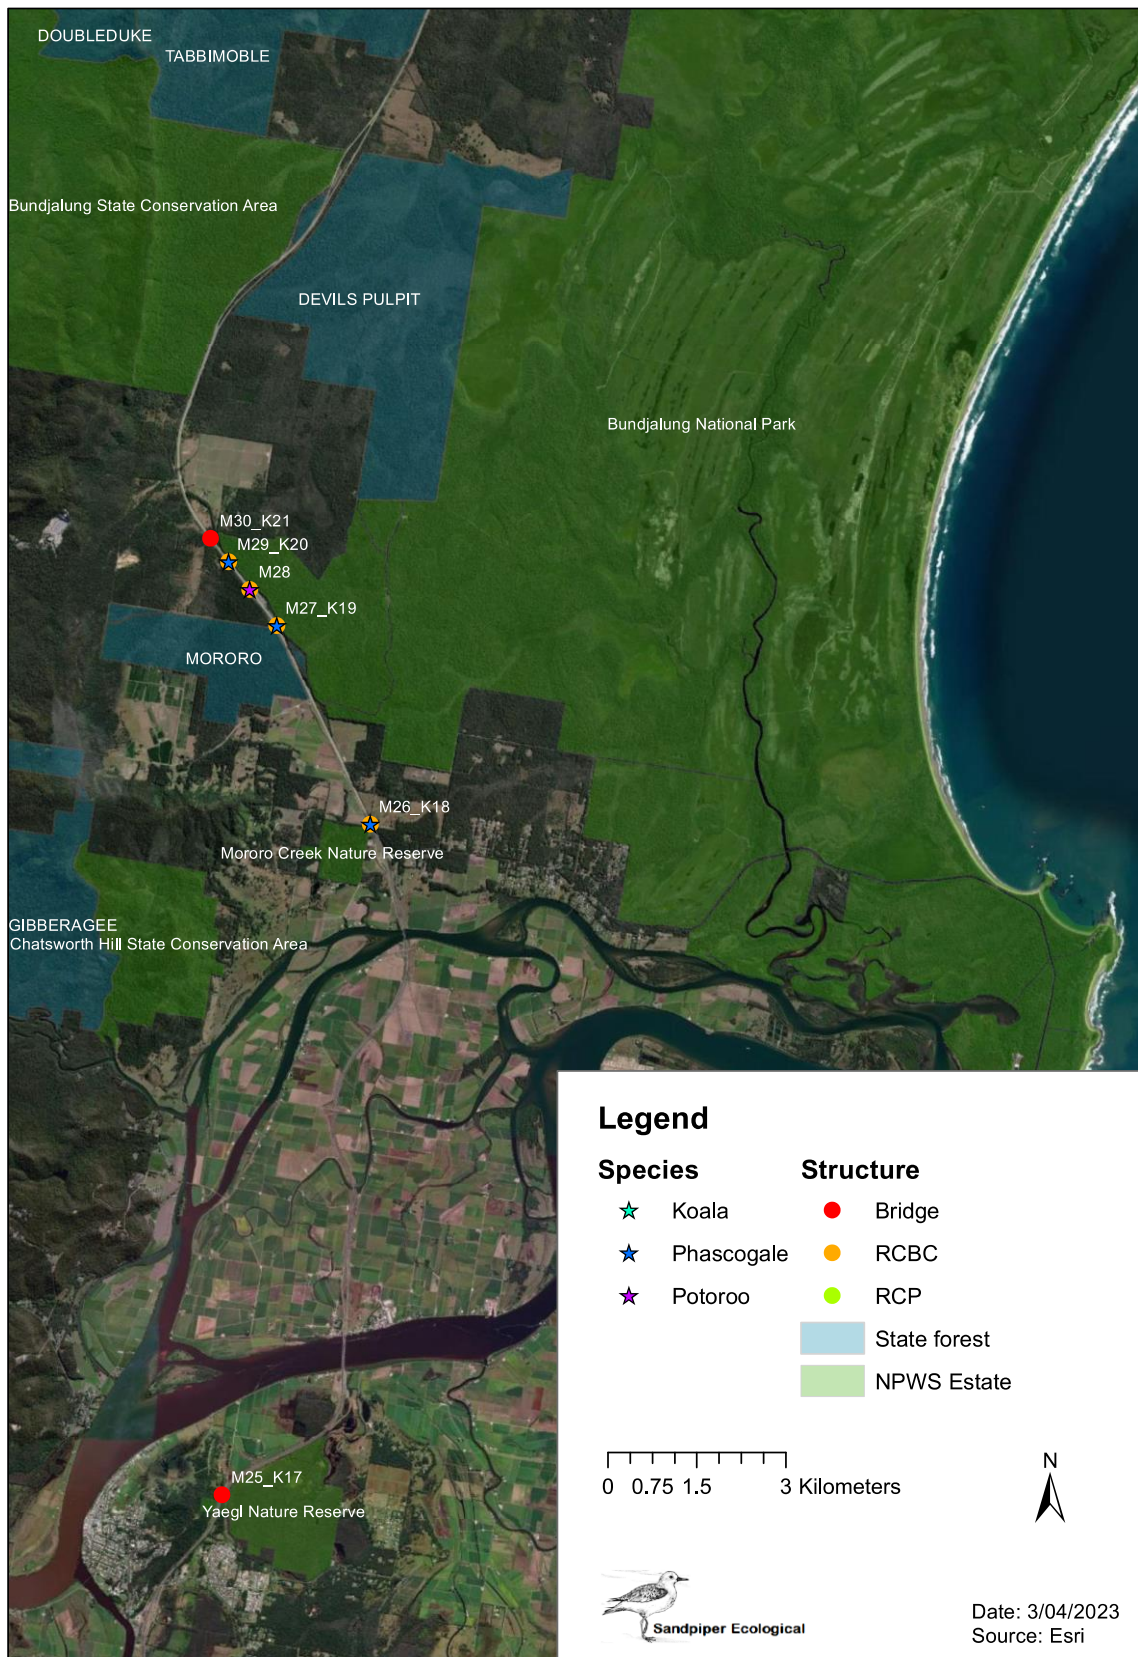 DOUBLEDUKE
TABBIMOBLE
Bundjalung State Conservation Area
DEVILS PULPIT
Bundjalung National Park
M30_K21
M29_K20
M28
M27_K19
MORORO
M26_K18
Mororo Creek Nature Reserve
GIBBERAGEE
Chatsworth Hill State Conservation Area
M25_K17
Yaegl Nature Reserve
Legend
Species
Koala
Phascogale
Potoroo
Structure
Bridge
RCBC
RCP
State forest
NPWS Estate
0 0.75 1.5 3 Kilometers
N
Sandpiper Ecological
Date: 3/04/2023
Source: Esri